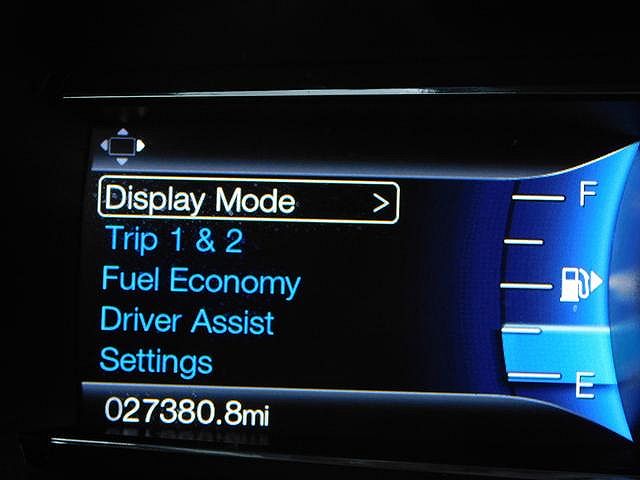 Display Mode >
Trip 1 & 2
Fuel Economy
Driver Assist
Settings
027380.8mi
F
E